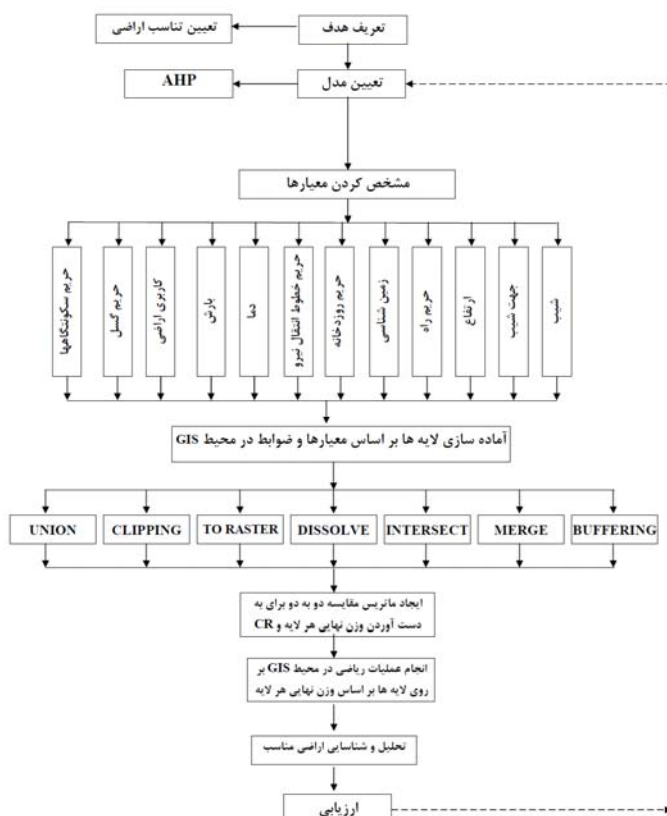 تعریف هدف
تعیین تناسب اراضی
تعیین مدل
AHP
مشخص کردن معیارها
شیب
جهت شیب
ارتفاع
حریم راه
زمین شناسی
حریم روزدخانه
حریم خطوط انتقال نیرو
دما
بارش
کاربری اراضی
حریم گسل
حریم سکونتگاهها
آماده سازی لایه ها بر اساس معیارها و ضوابط در محیط GIS
UNION
CLIPPING
TO RASTER
DISSOLVE
INTERSECT
MERGE
BUFFERING
ایجاد ماتریس مقایسه دو به دو برای به
دست آوردن وزن نهایی هر لایه و CR
انجام عملیات ریاضی در محیط GIS بر
روی لایه ها بر اساس وزن نهایی هر لایه
تحلیل و شناسایی اراضی مناسب
ارزیابی